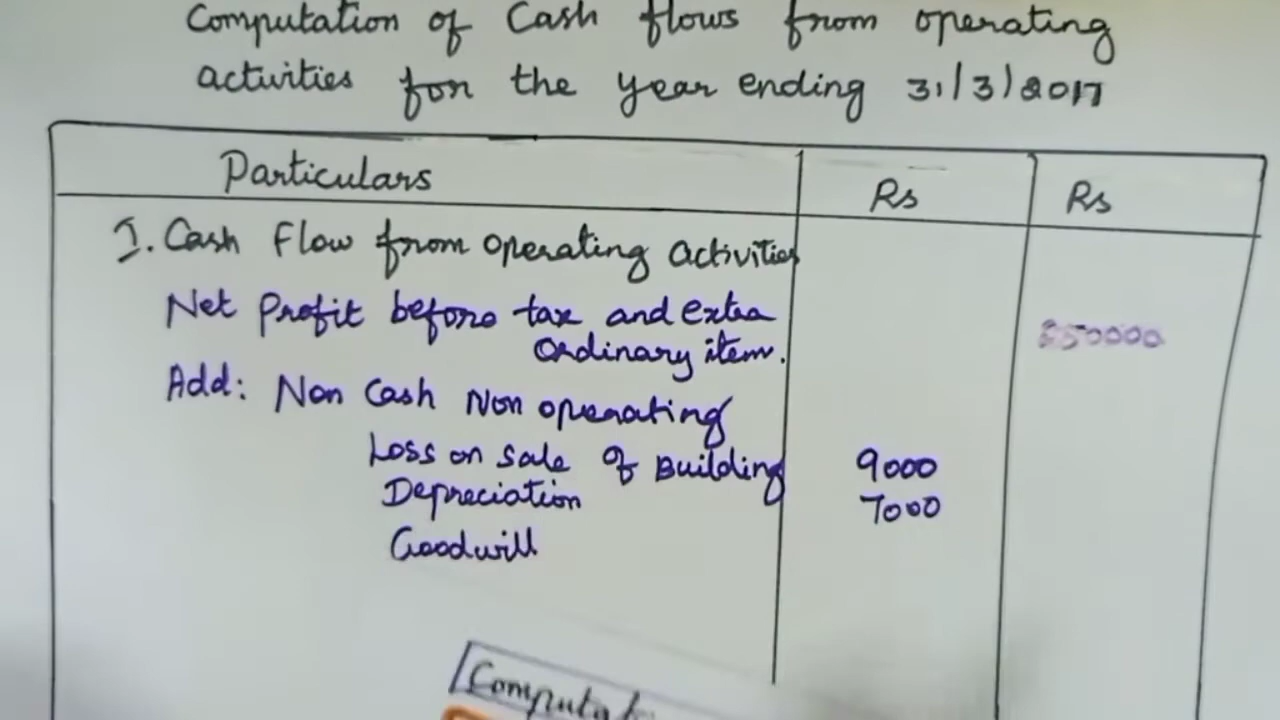 Computation of Cash flows from operating
activities for the year ending 31/3/2017
Particulars Rs Rs
I. Cash Flow from operating activities
Net Profit before tax and extra
ordinary item.
Add: Non Cash Non operating
Loss on sale of Building 9000
Depreciation 7000
Goodwill